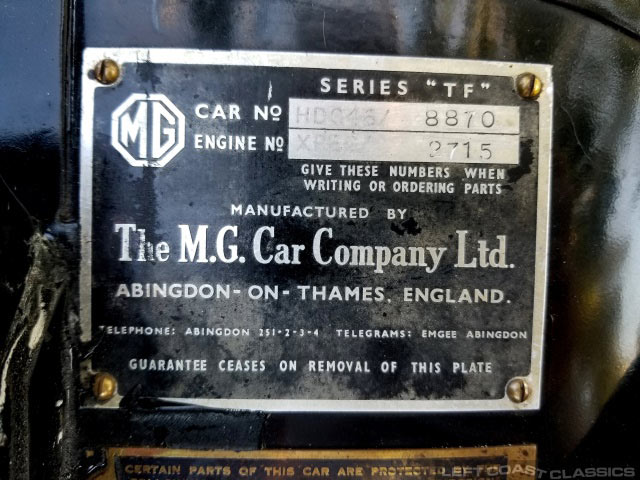 SERIES "TF"
MG CAR No HDC46/ 8870
ENGINE No 3715
GIVE THESE NUMBERS WHEN
WRITING OR ORDERING PARTS
MANUFACTURED BY
The M.G. Car Company Ltd.
ABINGDON-ON-THAMES, ENGLAND.
TELEPHONE: ABINGDON 251-2-3-4 TELEGRAMS: EMGEE ABINGDON
GUARANTEE CEASES ON REMOVAL OF THIS PLATE
CERTAIN PARTS OF THIS CAR ARE PROTECTED
LEFT COAST CLASSICS